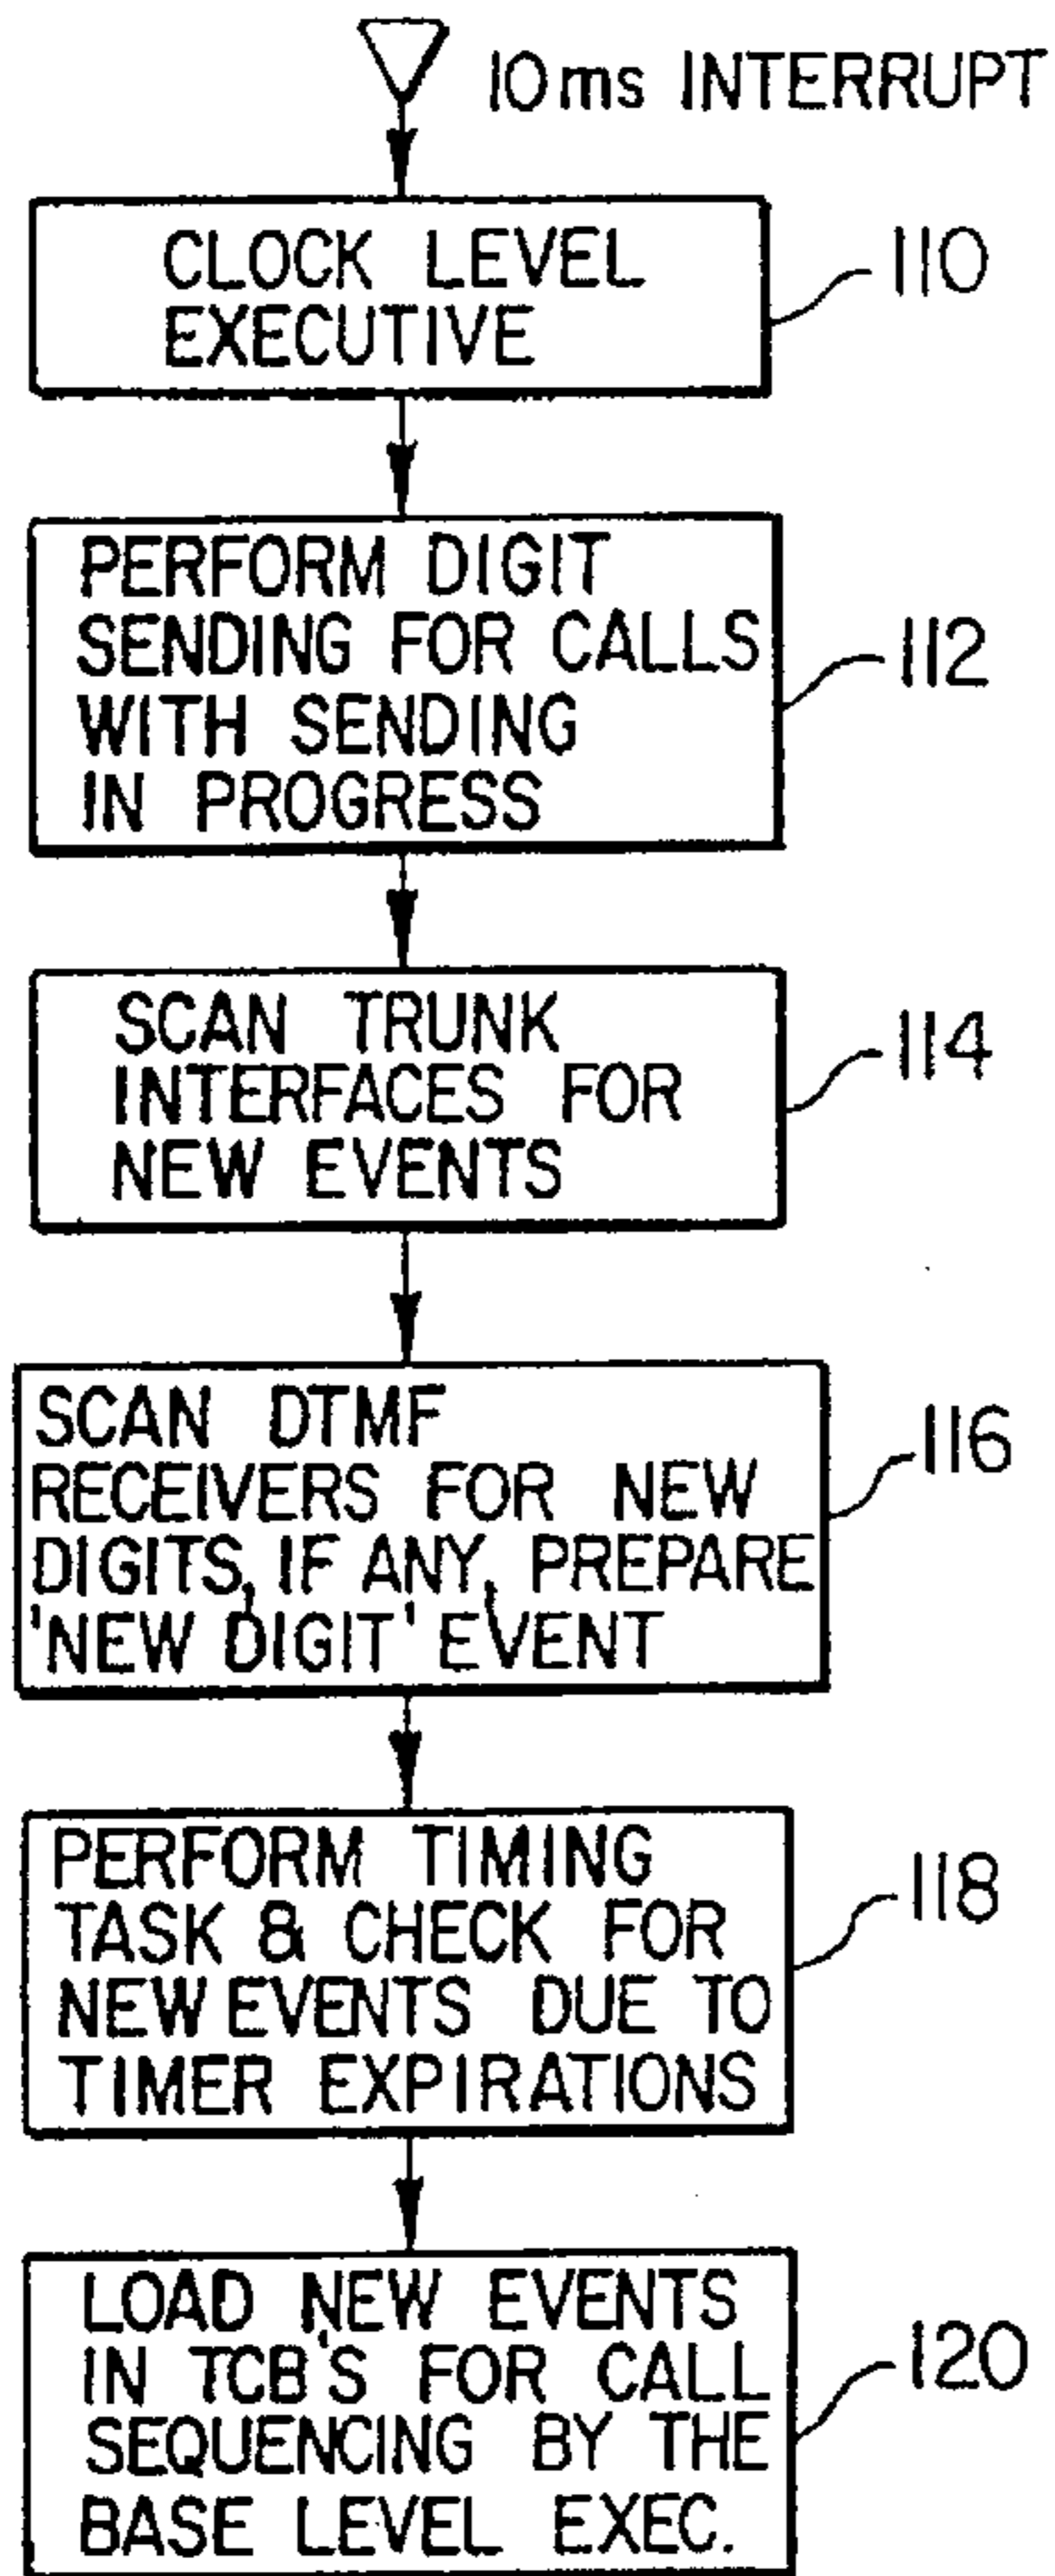 10ms INTERRUPT
CLOCK LEVEL
EXECUTIVE
110
PERFORM DIGIT
SENDING FOR CALLS
WITH SENDING
IN PROGRESS
112
SCAN TRUNK
INTERFACES FOR
NEW EVENTS
114
SCAN DTMF
RECEIVERS FOR NEW
DIGITS, IF ANY, PREPARE
'NEW DIGIT' EVENT
116
PERFORM TIMING
TASK & CHECK FOR
NEW EVENTS DUE TO
TIMER EXPIRATIONS
118
LOAD NEW EVENTS
IN TCB'S FOR CALL
SEQUENCING BY THE
BASE LEVEL EXEC.
120